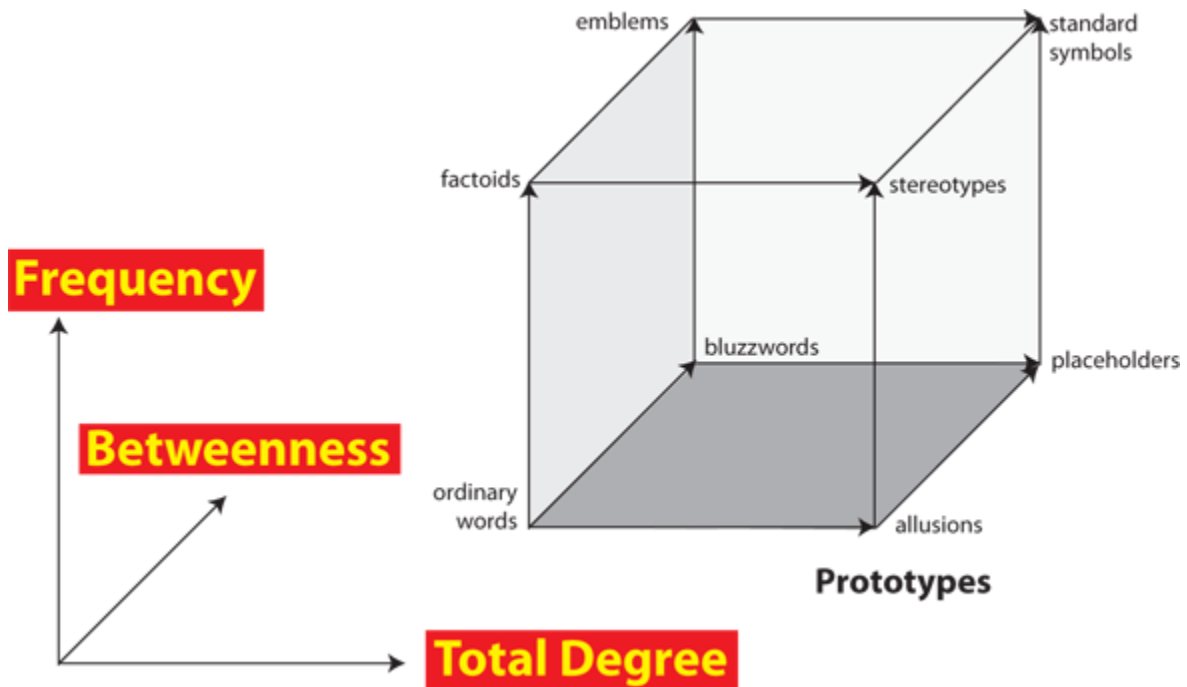 emblems
standard
symbols
factoids
stereotypes
Frequency
bluzzwords
placeholders
Betweenness
ordinary
words
allusions
Prototypes
Total Degree